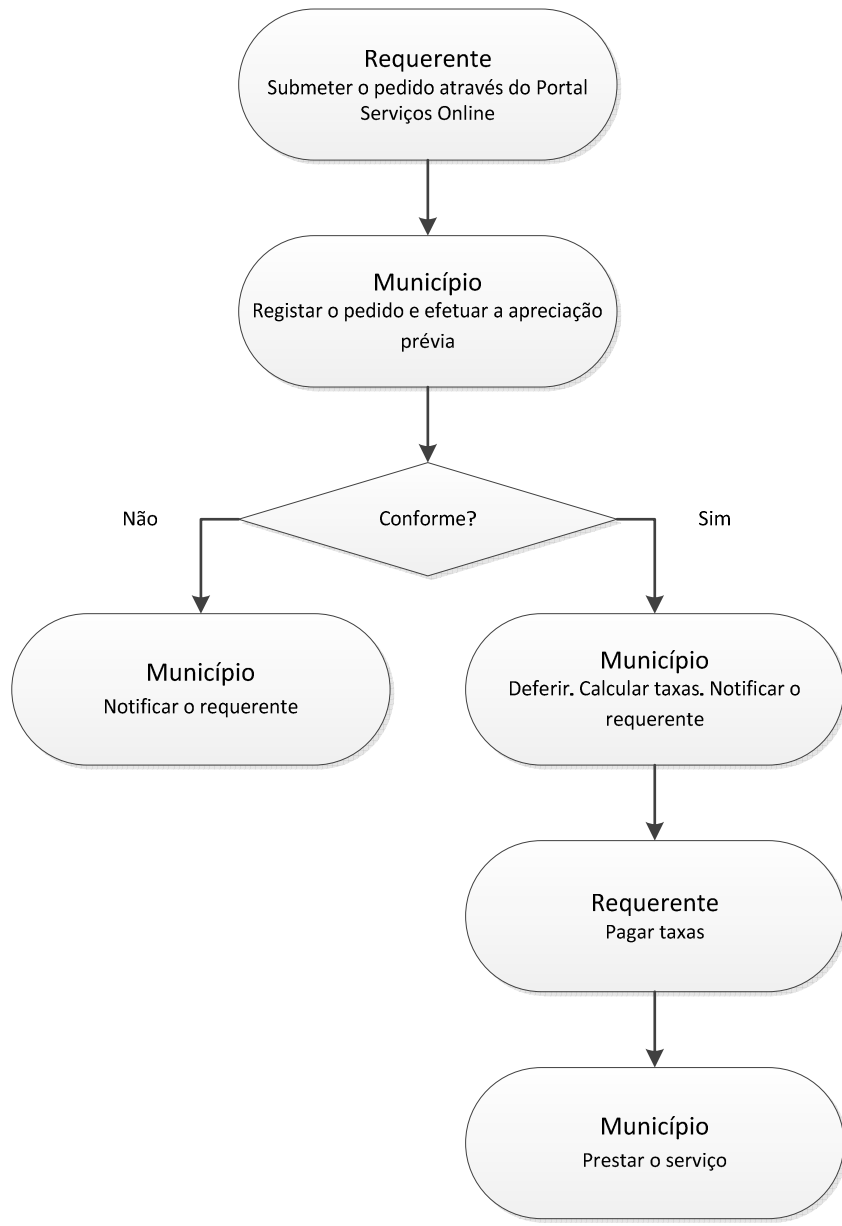 Requerente
Submeter o pedido através do Portal
Serviços Online
Município
Registar o pedido e efetuar a apreciação
prévia
Não
Conforme?
Sim
Município
Notificar o requerente
Município
Deferir. Calcular taxas. Notificar o
requerente
Requerente
Pagar taxas
Município
Prestar o serviço